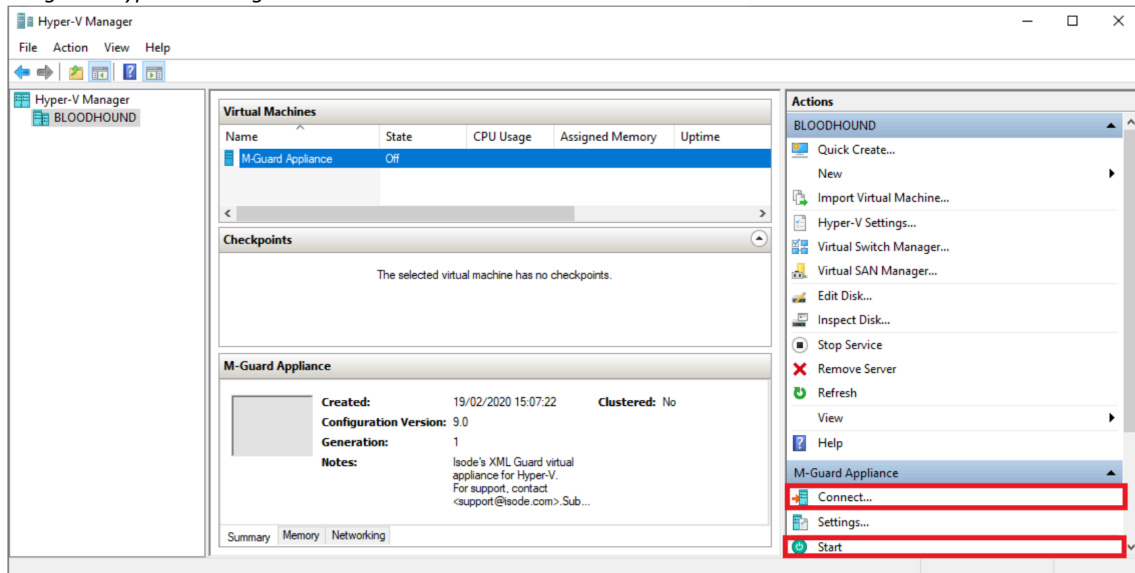 Hyper-V Manager
File Action View Help
Hyper-V Manager
BLOODHOUND
Virtual Machines
Name State CPU Usage Assigned Memory Uptime
M-Guard Appliance Off
Checkpoints
The selected virtual machine has no checkpoints.
M-Guard Appliance
Created: 19/02/2020 15:07:22 Clustered: No
Configuration Version: 9.0
Generation: 1
Notes: Isode's XML Guard virtual
appliance for Hyper-V.
For support, contact
<support@isode.com>.Sub...
Summary Memory Networking
Actions
BLOODHOUND
Quick Create...
New
Import Virtual Machine...
Hyper-V Settings...
Virtual Switch Manager...
Virtual SAN Manager...
Edit Disk...
Inspect Disk...
Stop Service
Remove Server
Refresh
View
Help
M-Guard Appliance
Connect...
Settings...
Start